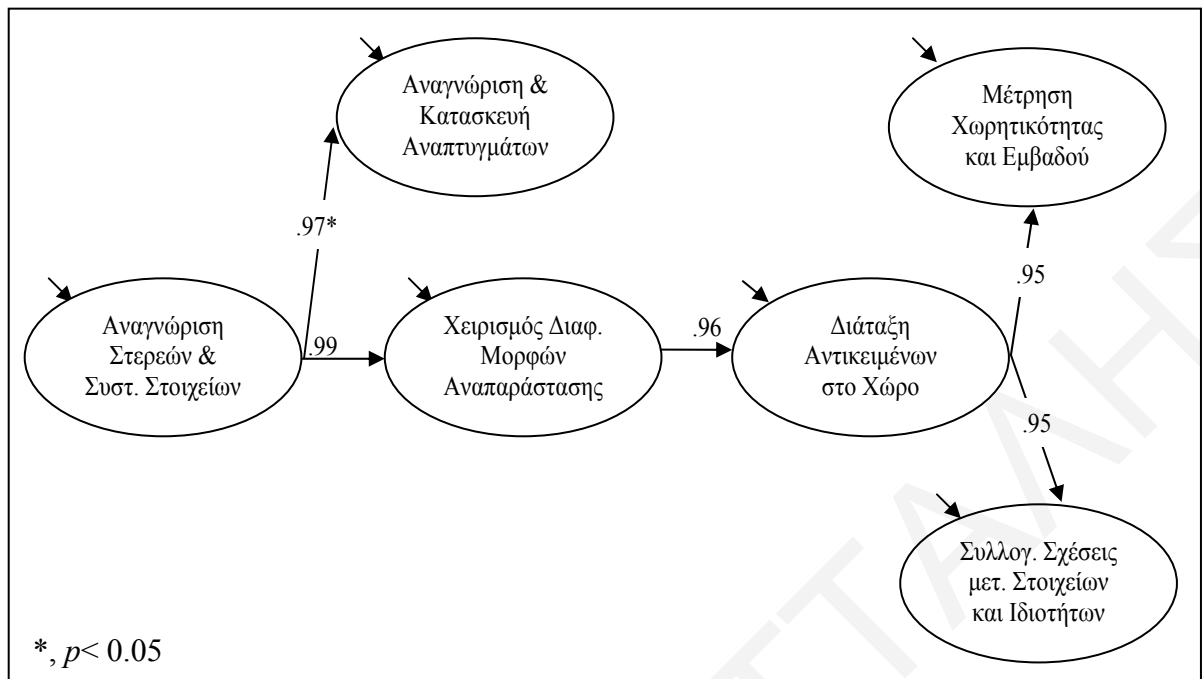 Αναγνώριση &
Κατασκευή
Αναπτυγμάτων
Μέτρηση
Χωρητικότητας
και Εμβαδού
.97*
.95
Αναγνώριση
Στερεών &
Συστ. Στοιχείων
.99
Χειρισμός Διαφ.
Μορφών
Αναπαράστασης
.96
Διάταξη
Αντικειμένων
στο Χώρο
.95
Συλλογ. Σχέσεις
μετ. Στοιχείων
και Ιδιοτήτων
*, p< 0.05